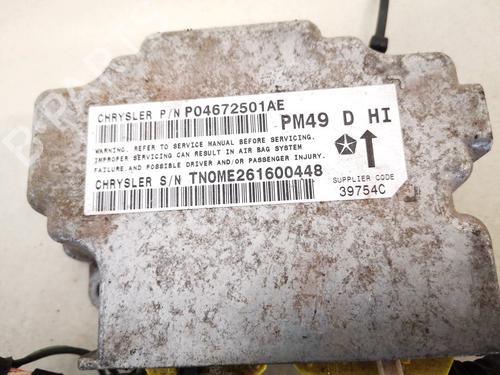 CHRYSLER P/N P04672501AE
PM49 D HI
WARNING. REFER TO SERVICE MANUAL BEFORE SERVICING.
IMPROPER SERVICING CAN RESULT IN AIR BAG SYSTEM
FAILURE AND POSSIBLE DRIVER AND/OR PASSENGER INJURY.
CHRYSLER S/N TNOME261600448
SUPPLIER CODE
39754C